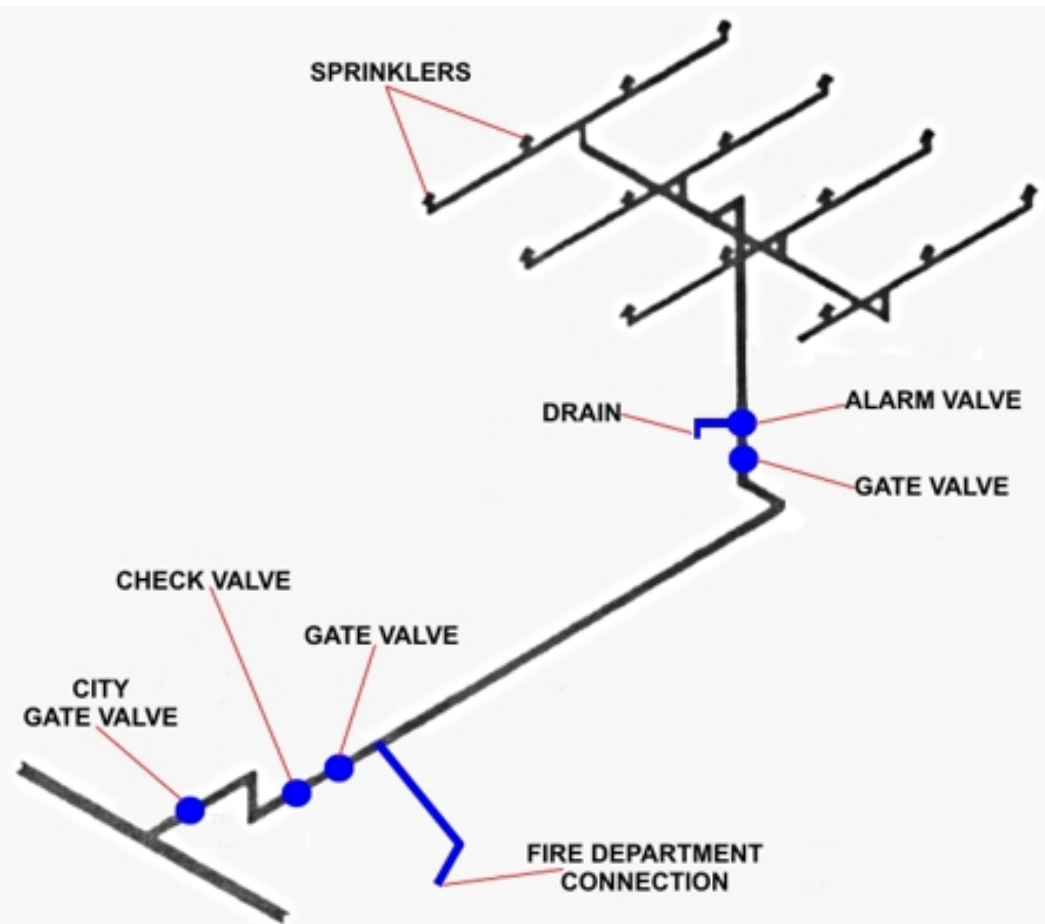 SPRINKLERS
DRAIN
ALARM VALVE
GATE VALVE
CHECK VALVE
GATE VALVE
CITY
GATE VALVE
FIRE DEPARTMENT
CONNECTION